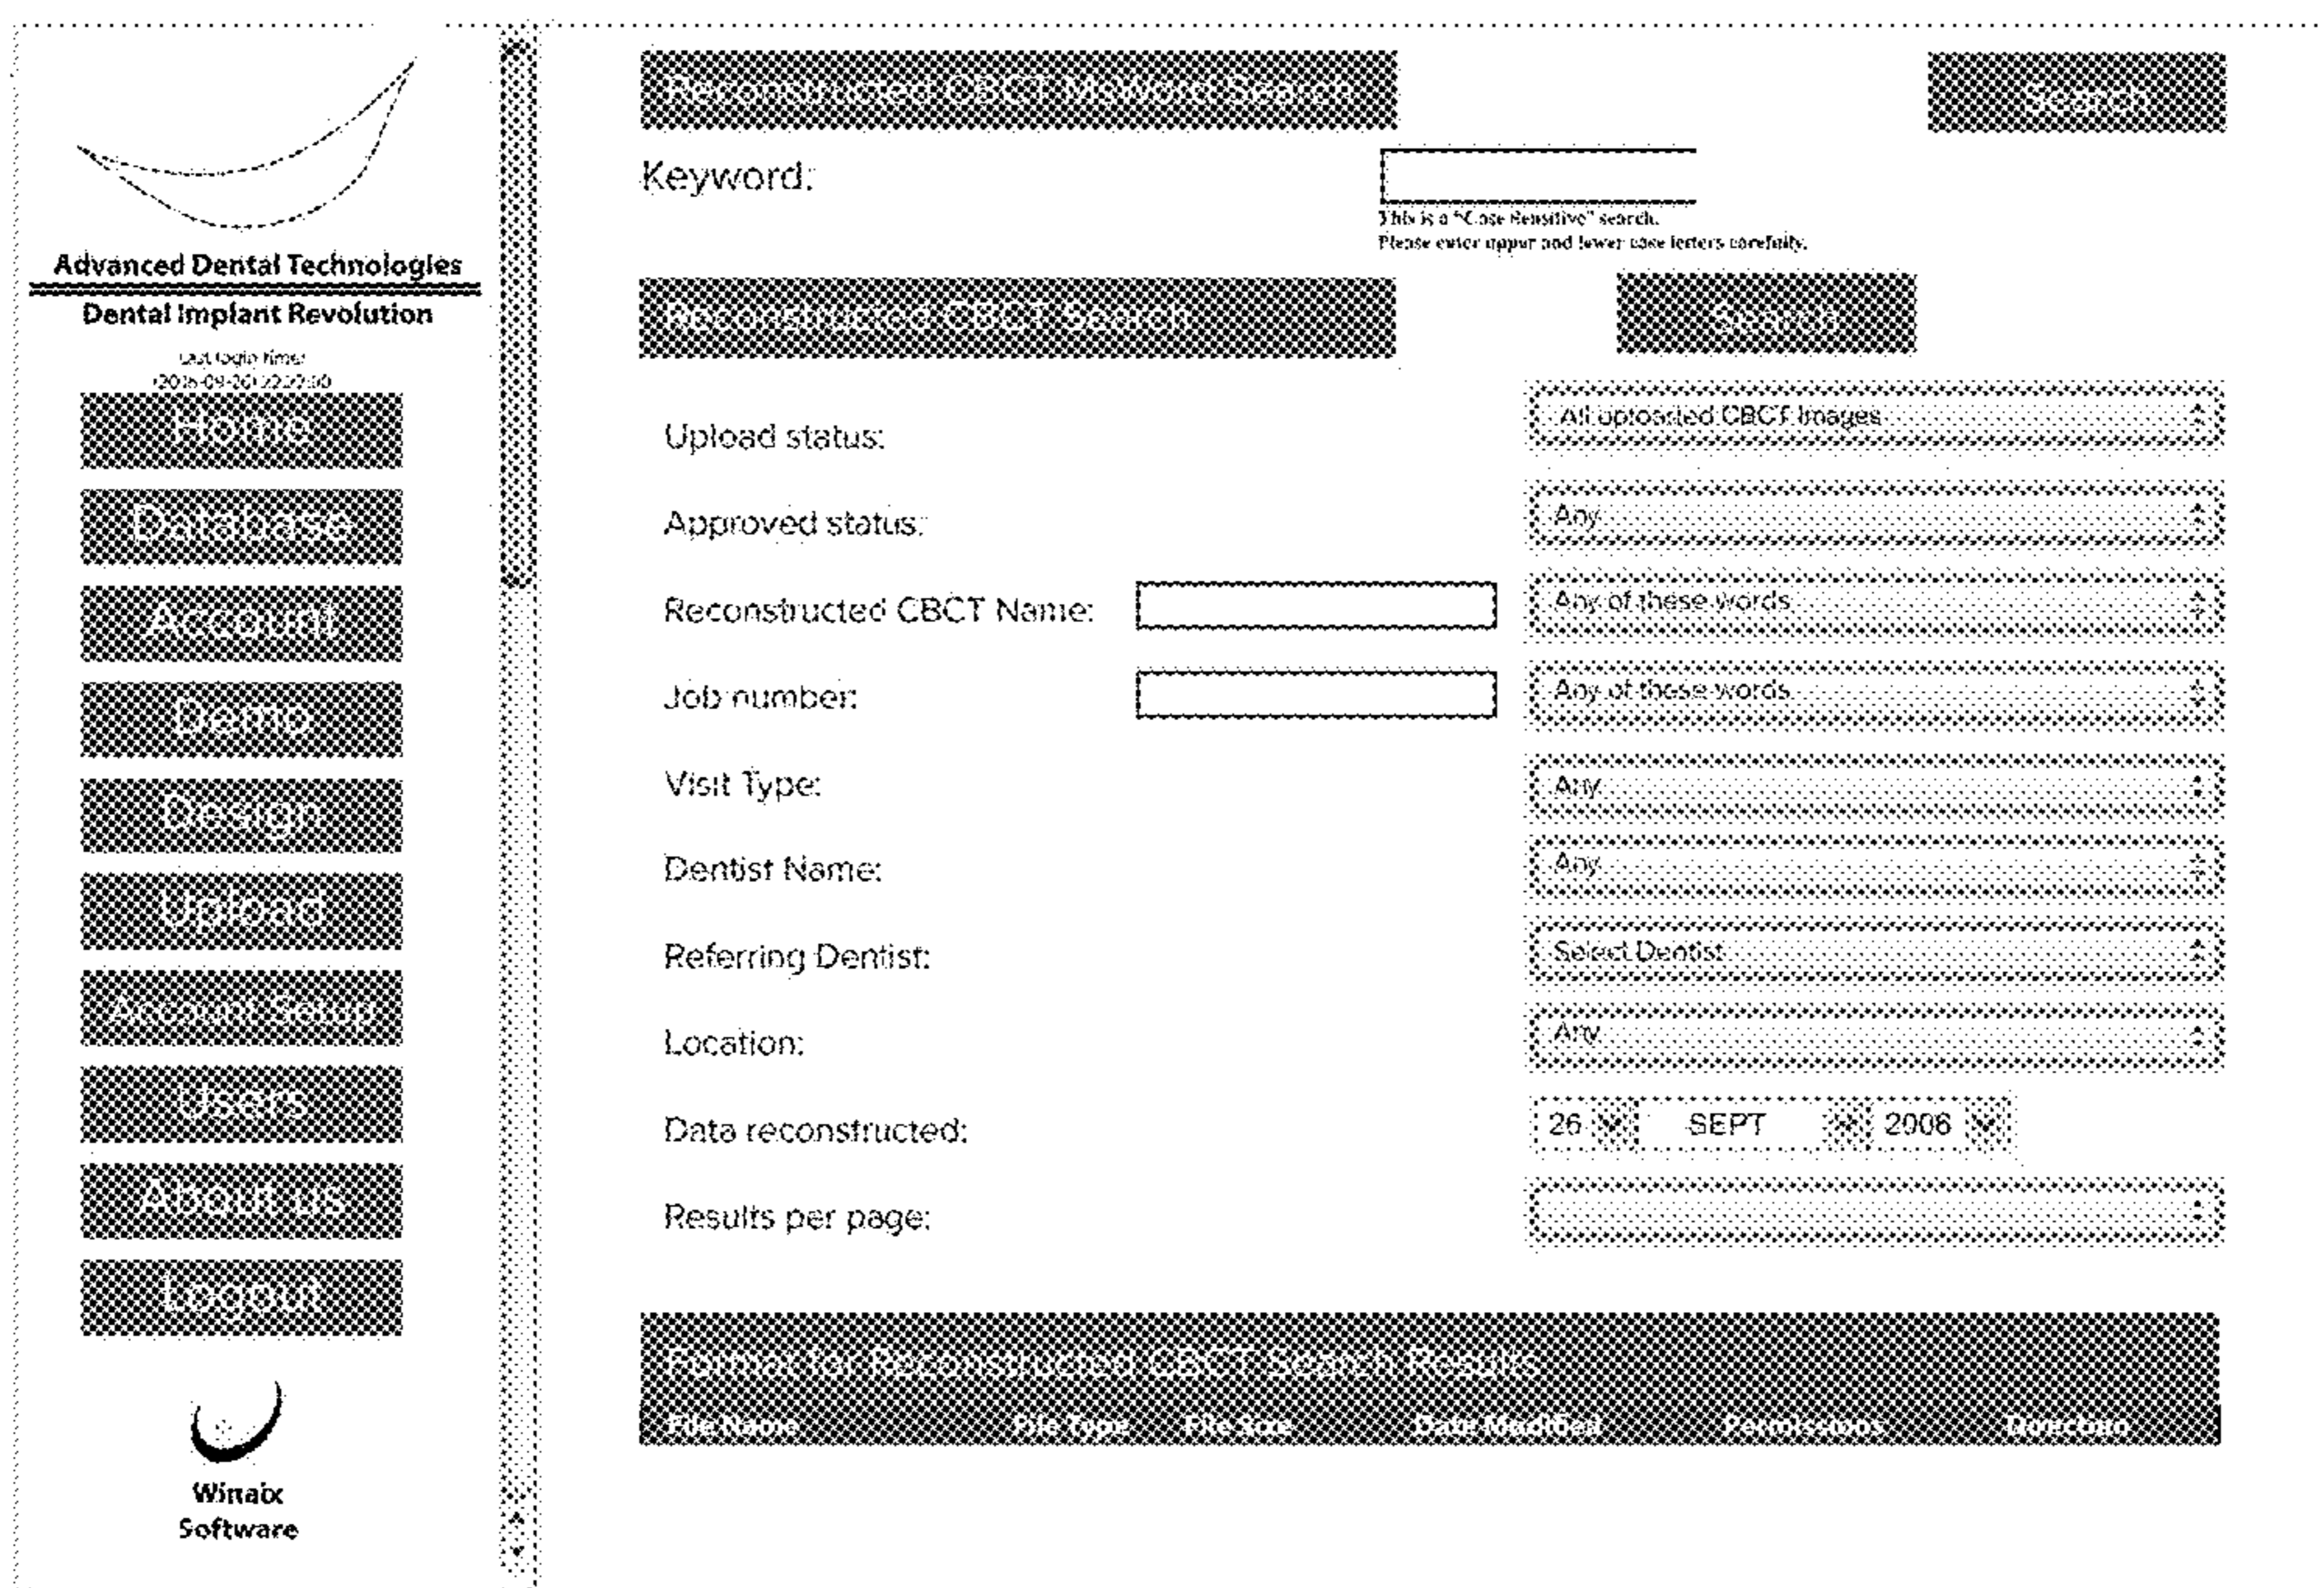 Advanced Dental Technologies
Dental Implant Revolution
Last login time:
Home
Database
Account
Demo
Design
Upload
Account Setup
Users
About us
Logout
Winaix
Software
Reconstructed CBCT MsWord Search
Search
Keyword:
This is a "Case Sensitive" search.
Please enter upper and lower case letters carefully.
Reconstructed CBCT Search
Search
Upload status:
All uploaded CBCT Images
Approved status:
Any
Reconstructed CBCT Name:
Any of these words
Job number:
Any of these words
Visit Type:
Any
Dentist Name:
Any
Referring Dentist:
Select Dentist
Location:
Any
Data reconstructed:
26 SEPT 2006
Results per page:
Format for Reconstructed CBCT Search Results
File Name File Type File Size Date Modified Permissions